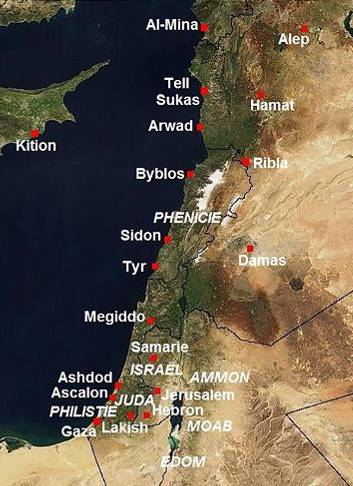 Al-Mina
Alep
Tell
Sukas
Hamat
Arwad
Kition
Ribla
Byblos
PHENICIE
Sidon
Damas
Tyr
Megiddo
Samarie
ISRAËL
Ashdod
AMMON
Ascalon
JUDA
Jerusalem
PHILISTIE
Hebron
Gaza
Lakish
MOAB
EDOM